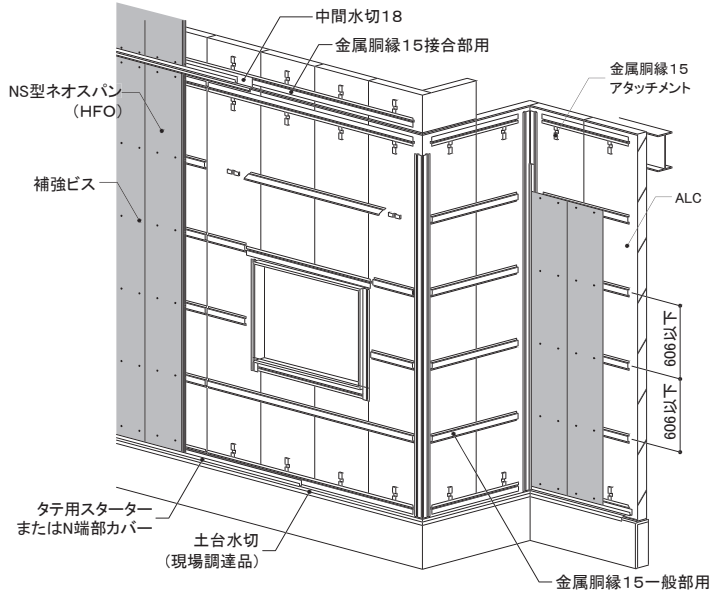 中間水切18
金属胴縁15接合部用
金属胴縁15
アタッチメント
NS型ネオスパン
(HFO)
補強ビス
ALC
606以下
606以下
タテ用スターター
またはN端部カバー
土台水切
(現場調達品)
金属胴縁15一般部用